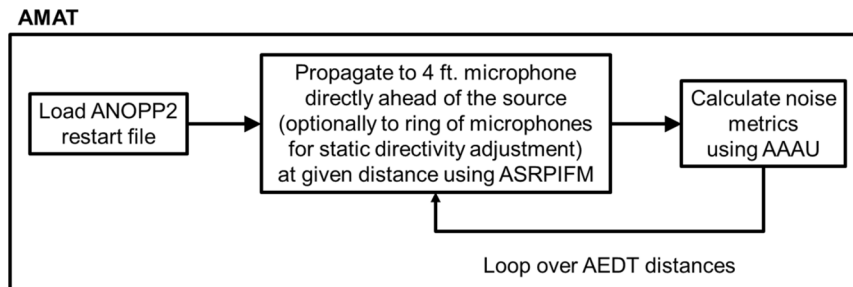 AMAT
Load ANOPP2
restart file
Propagate to 4 ft. microphone
directly ahead of the source
(optionally to ring of microphones
for static directivity adjustment)
at given distance using ASRPIFM
Calculate noise
metrics
using AAAU
Loop over AEDT distances